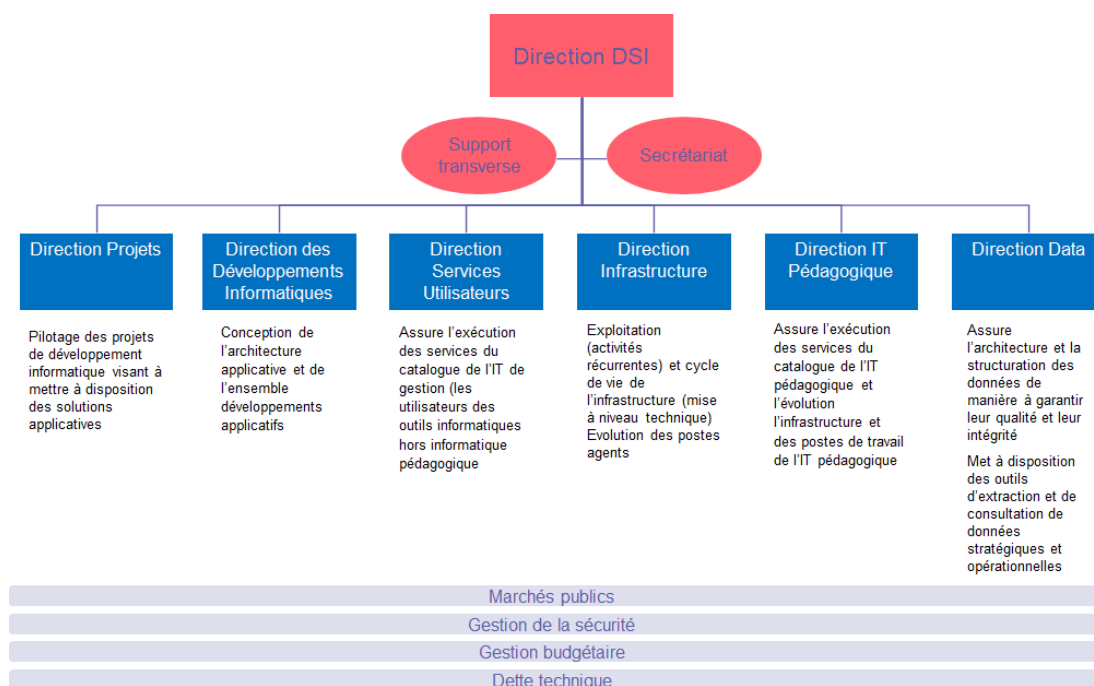 Direction DSI
Support
transverse
Secrétariat
Direction Projets
Direction des
Développements
Informatiques
Direction
Services
Utilisateurs
Direction
Infrastructure
Direction IT
Pédagogique
Direction Data
Pilotage des projets
de développement
informatique visant à
mettre à disposition
des solutions
applicatives
Conception de
l'architecture
applicative et de
l'ensemble
développements
applicatifs
Assure l'exécution
des services du
catalogue de l'IT de
gestion (les
utilisateurs des
outils informatiques
hors informatique
pédagogique
Exploitation
(activités
récurrentes) et cycle
de vie de
l'infrastructure (mise
à niveau technique)
Evolution des postes
agents
Assure l'exécution
des services du
catalogue de l'IT
pédagogique et
l'évolution
l'infrastructure et
des postes de travail
de l'IT pédagogique
Assure
l'architecture et la
structuration des
données de
manière à garantir
leur qualité et leur
intégrité
Met à disposition
des outils
d'extraction et de
consultation de
données
stratégiques et
opérationnelles
Marchés publics
Gestion de la sécurité
Gestion budgétaire
Dette technique